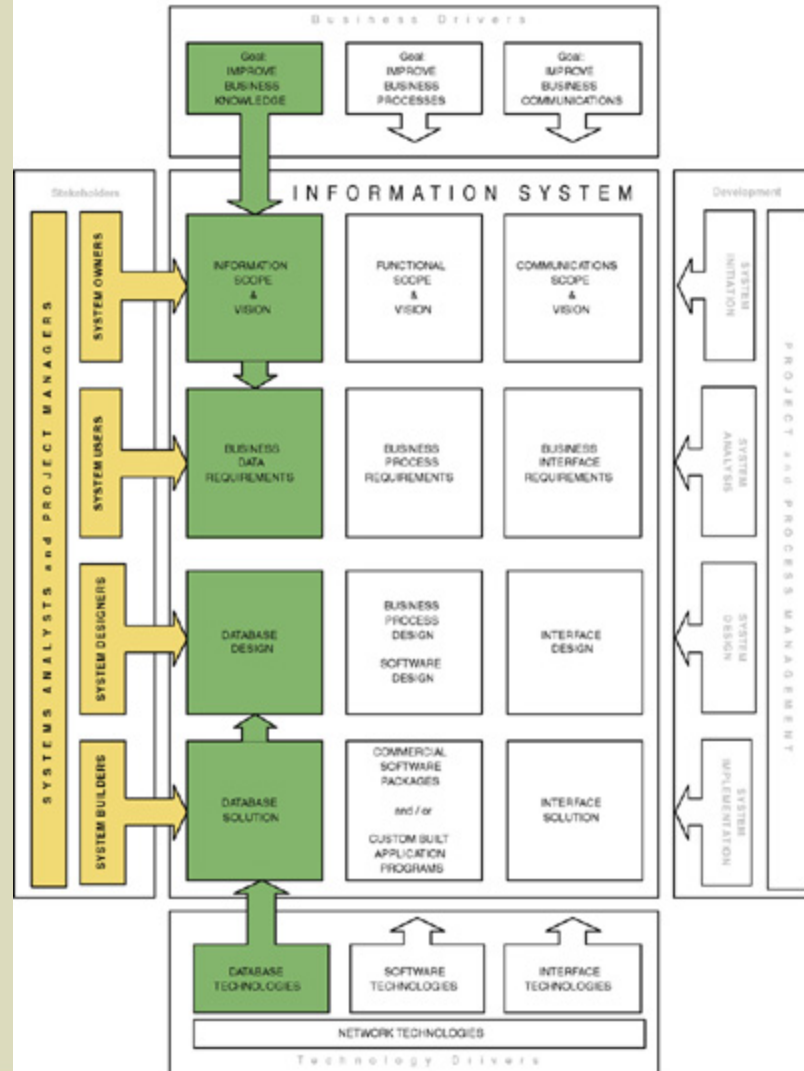 Business Drivers
Goal:
IMPROVE
BUSINESS
KNOWLEDGE
Goal:
IMPROVE
BUSINESS
PROCESSES
Goal:
IMPROVE
BUSINESS
COMMUNICATIONS
Stakeholders
SYSTEMS ANALYSTS and PROJECT MANAGERS
SYSTEM OWNERS
SYSTEM USERS
SYSTEM DESIGNERS
SYSTEM BUILDERS
INFORMATION SYSTEM
INFORMATION
SCOPE
&
VISION
FUNCTIONAL
SCOPE
&
VISION
COMMUNICATIONS
SCOPE
&
VISION
BUSINESS
DATA
REQUIREMENTS
BUSINESS
PROCESS
REQUIREMENTS
BUSINESS
INTERFACE
REQUIREMENTS
DATABASE
DESIGN
BUSINESS
PROCESS
DESIGN
SOFTWARE
DESIGN
INTERFACE
DESIGN
DATABASE
SOLUTION
COMMERCIAL
SOFTWARE
PACKAGES
and / or
CUSTOM BUILT
APPLICATION
PROGRAMS
INTERFACE
SOLUTION
Development
SYSTEM
INITIATION
SYSTEM
ANALYSIS
SYSTEM
DESIGN
SYSTEM
IMPLEMENTATION
PROJECT and PROCESS MANAGEMENT
DATABASE
TECHNOLOGIES
SOFTWARE
TECHNOLOGIES
INTERFACE
TECHNOLOGIES
NETWORK TECHNOLOGIES
Technology Drivers